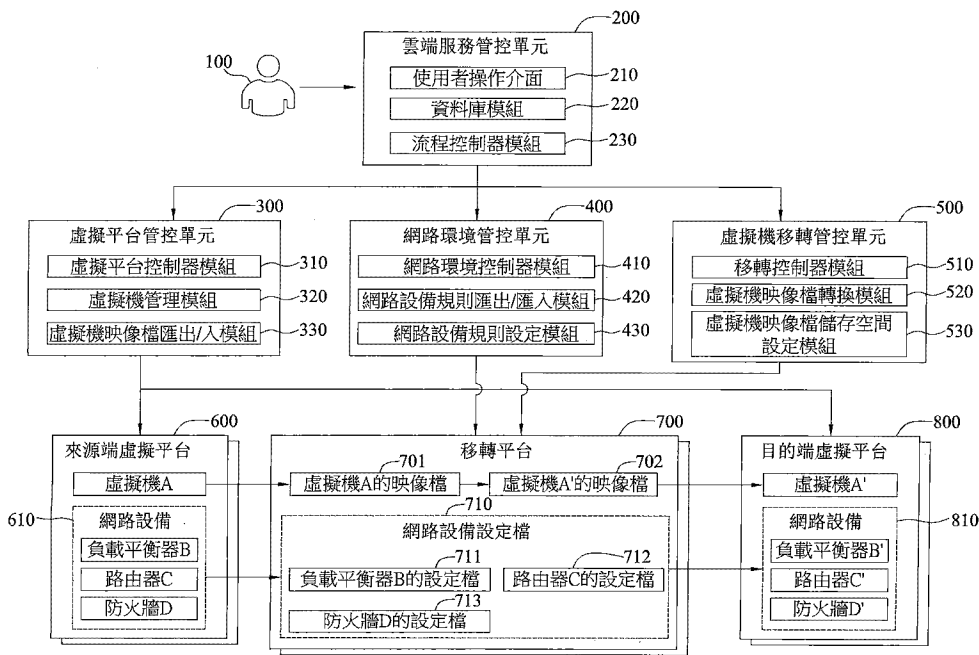 200
雲端服務管控單元
100
使用者操作介面
210
資料庫模組
220
流程控制器模組
230
300
虛擬平台管控單元
虛擬平台控制器模組
310
虛擬機管理模組
320
虛擬機映像檔匯出/入模組
330
400
網路環境管控單元
網路環境控制器模組
410
網路設備規則匯出/匯入模組
420
網路設備規則設定模組
430
500
虛擬機移轉管控單元
移轉控制器模組
510
虛擬機映像檔轉換模組
520
虛擬機映像檔儲存空間
設定模組
530
600
來源端虛擬平台
虛擬機A
610
網路設備
負載平衡器B
路由器C
防火牆D
700
移轉平台
701
虛擬機A的映像檔
702
虛擬機A'的映像檔
710
網路設備設定檔
711
負載平衡器B的設定檔
712
路由器C的設定檔
713
防火牆D的設定檔
800
目的端虛擬平台
虛擬機A'
810
網路設備
負載平衡器B'
路由器C'
防火牆D'